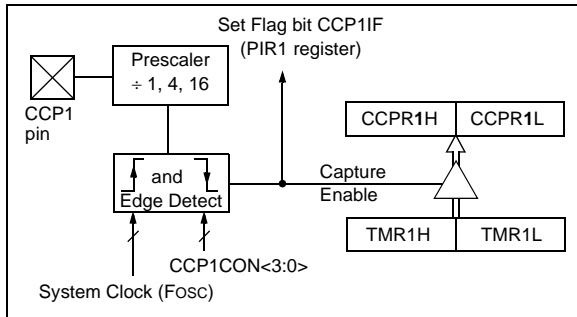 Set Flag bit CCP1IF
(PIR1 register)
Prescaler
÷ 1, 4, 16
CCP1
pin
CCPR1H
CCPR1L
and
Edge Detect
Capture
Enable
TMR1H
TMR1L
CCP1CON<3:0>
System Clock (FOSC)